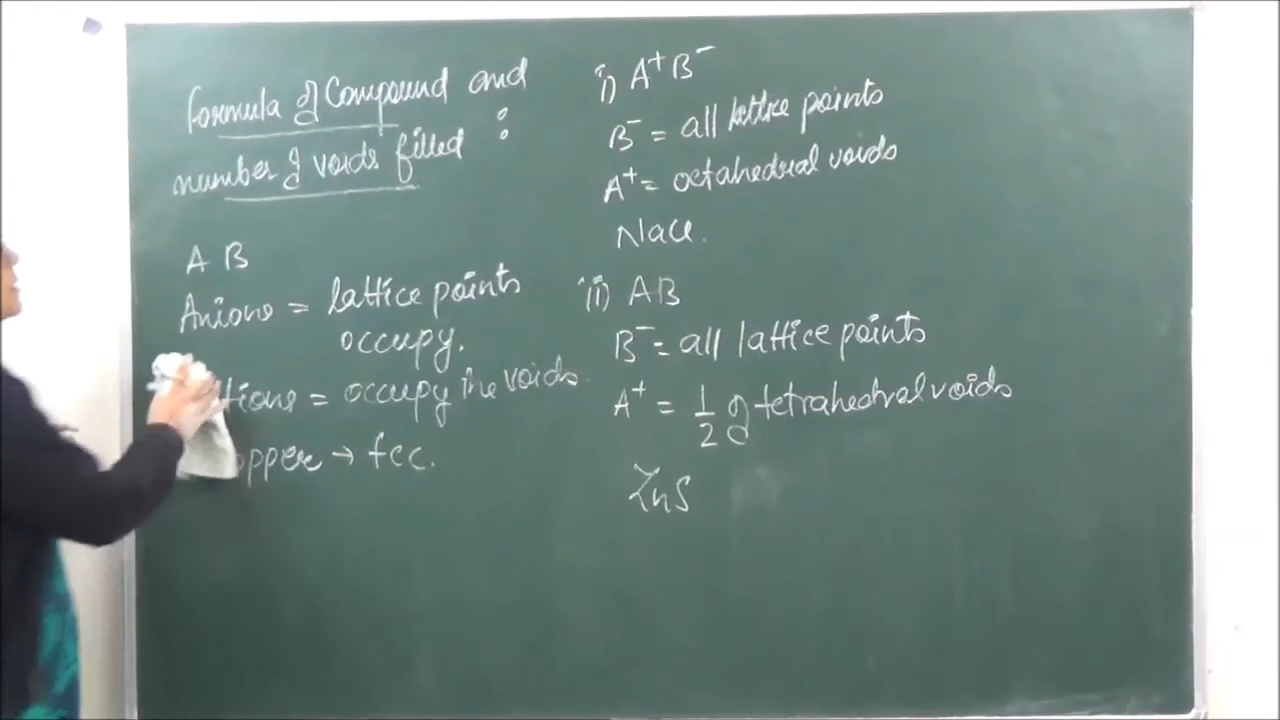 Formula of Compound and
number of voids filled :
A B
Anions = lattice points
occupy.
tions = occupy the voids.
opper → fcc.
i) A⁺B⁻
B⁻ = all lattice points
A⁺ = octahedral voids
NaCl.
ii) AB
B⁻ = all lattice points
A⁺ = 1/2 of tetrahedral voids
ZnS